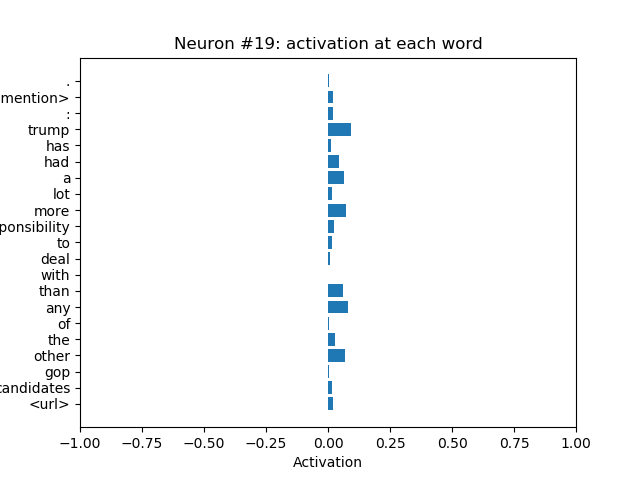 Neuron #19: activation at each word
.
mention>
:
trump
has
had
a
lot
more
ponsibility
to
deal
with
than
any
of
the
other
gop
candidates
<url>
−1.00 −0.75 −0.50 −0.25 0.00 0.25 0.50 0.75 1.00
Activation